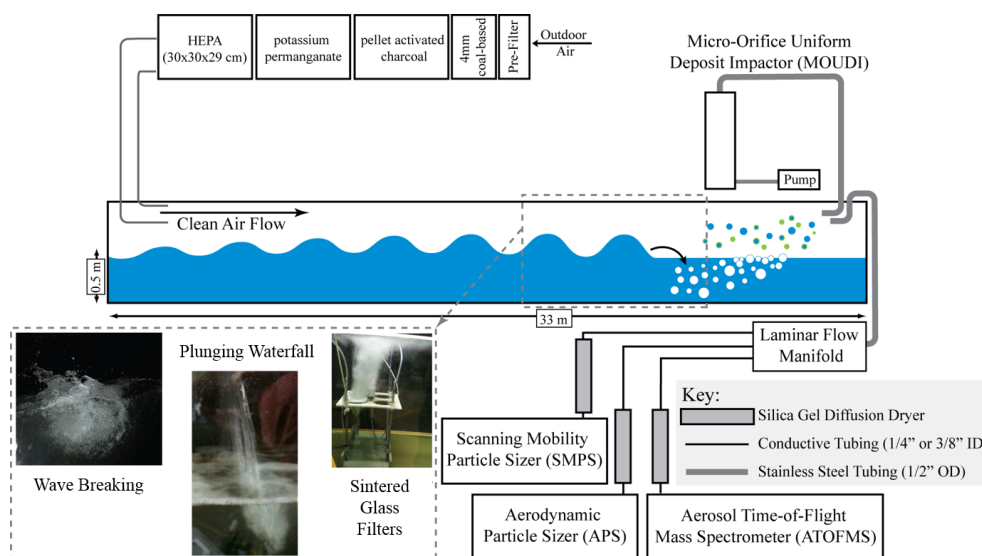 HEPA
(30x30x29 cm)
potassium
permanganate
pellet activated
charcoal
4mm
coal-based
Pre-Filter
Outdoor
Air
Micro-Orifice Uniform
Deposit Impactor (MOUDI)
Pump
Clean Air Flow
0.5 m
33 m
Plunging Waterfall
Wave Breaking
Sintered
Glass
Filters
Laminar Flow
Manifold
Scanning Mobility
Particle Sizer (SMPS)
Aerodynamic
Particle Sizer (APS)
Aerosol Time-of-Flight
Mass Spectrometer (ATOFMS)
Key:
Silica Gel Diffusion Dryer
Conductive Tubing (1/4” or 3/8” ID)
Stainless Steel Tubing (1/2” OD)